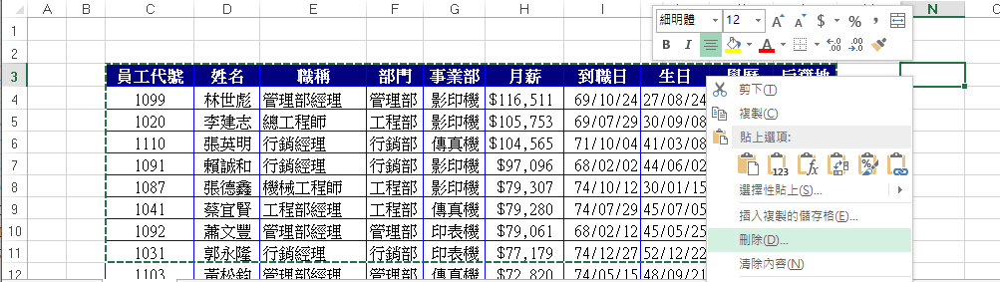 A B C D E F G H I N
細明體 12 A A $ % ,
B I A .00
1
2
3 員工代號 姓名 職稱 部門 事業部 月薪 到職日 生日 學歷 戶籍地
4 1099 林世彪 管理部經理 管理部 影印機 $116,511 69/10/24 27/08/24
5 1020 李建志 總工程師 工程部 影印機 $105,753 69/07/29 30/09/08
6 1110 張英明 行銷經理 行銷部 傳真機 $104,565 71/10/04 41/03/08
7 1091 賴誠和 行銷經理 行銷部 影印機 $97,096 68/02/02 44/06/02
8 1087 張德鑫 機械工程師 工程部 影印機 $79,307 74/10/12 30/01/15
9 1041 蔡宜賢 工程部經理 工程部 傳真機 $79,280 74/07/29 45/07/05
10 1092 蕭文豐 管理部經理 管理部 印表機 $79,061 68/02/12 45/05/25
11 1031 郭永隆 行銷經理 行銷部 印表機 $77,179 74/12/27 52/12/22
12 1103 黃松鈞 管理部經理 管理部 傳真機 $72,820 74/05/15 48/09/21
剪下(T)
複製(C)
貼上選項:
123 fx %
選擇性貼上(S)...
插入複製的儲存格(E)...
刪除(D)...
清除內容(N)